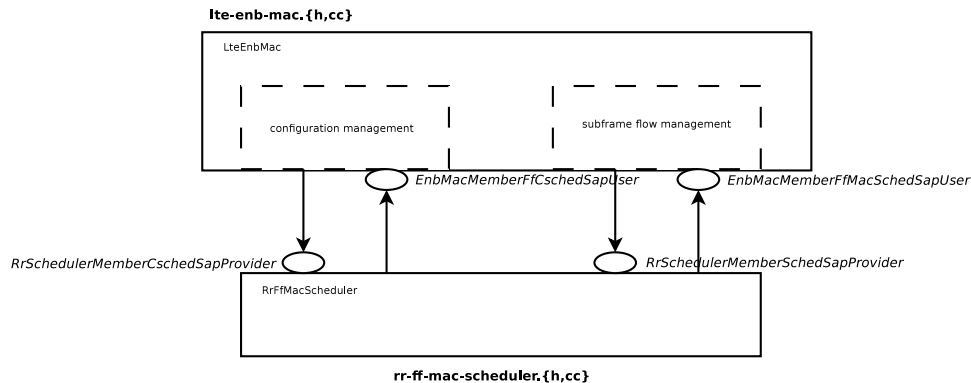 lte-enb-mac.{h,cc}
LteEnbMac
configuration management
subframe flow management
EnbMacMemberFfCschedSapUser
EnbMacMemberFfMacSchedSapUser
RrSchedulerMemberCschedSapProvider
RrSchedulerMemberSchedSapProvider
RrFfMacScheduler
rr-ff-mac-scheduler.{h,cc}